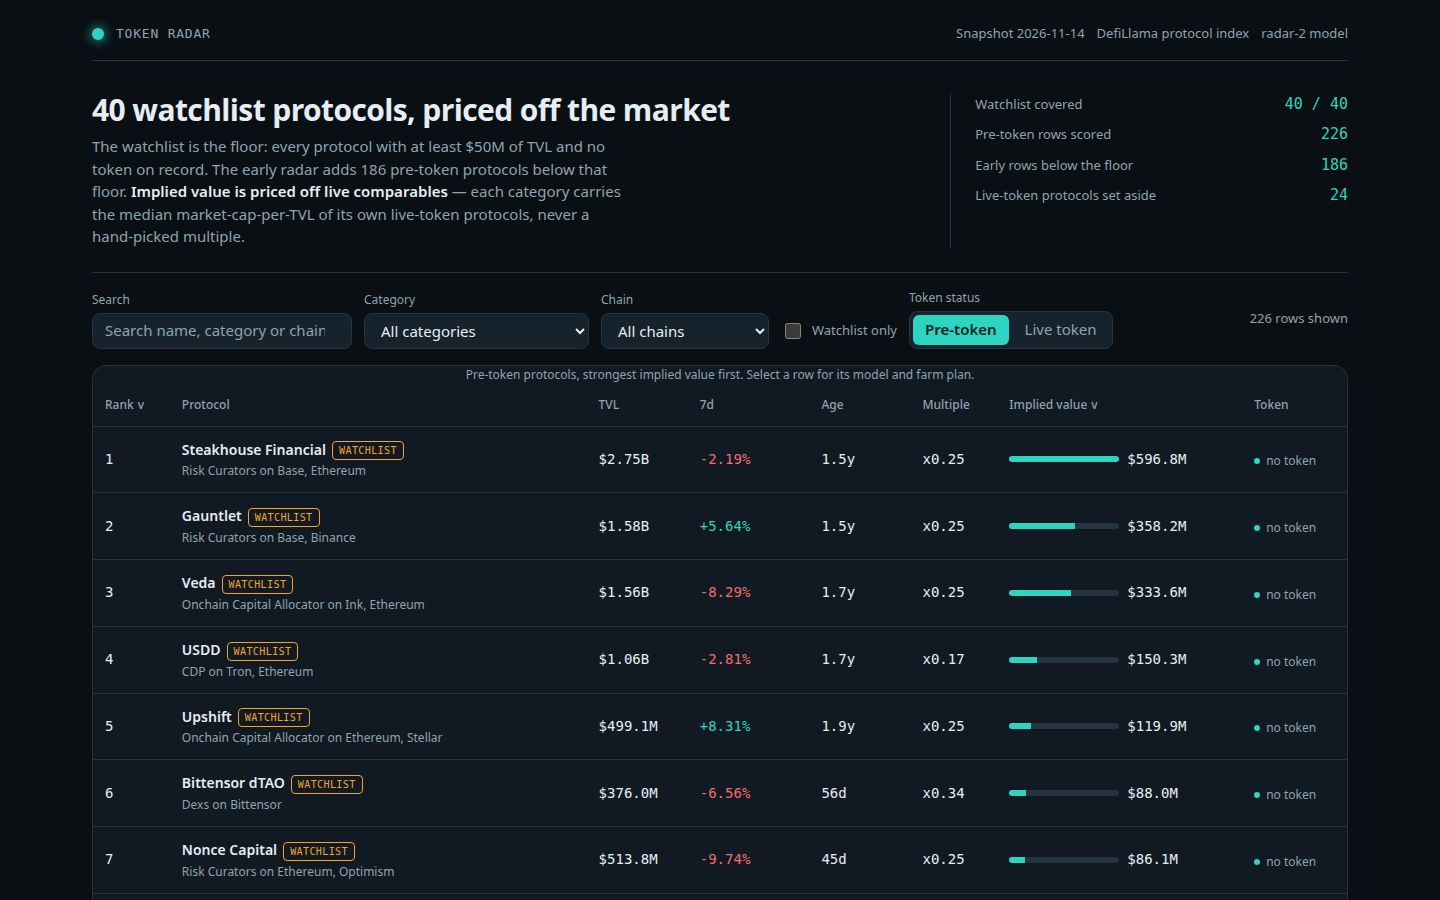 TOKEN RADAR
Snapshot 2026-11-14 DefiLlama protocol index radar-2 model
40 watchlist protocols, priced off the market
The watchlist is the floor: every protocol with at least $50M of TVL and no
token on record. The early radar adds 186 pre-token protocols below that
floor. Implied value is priced off live comparables — each category carries
the median market-cap-per-TVL of its own live-token protocols, never a
hand-picked multiple.
Watchlist covered 40 / 40
Pre-token rows scored 226
Early rows below the floor 186
Live-token protocols set aside 24
Search
Search name, category or chain
Category
All categories
Chain
All chains
Watchlist only
Token status
Pre-token Live token
226 rows shown
Pre-token protocols, strongest implied value first. Select a row for its model and farm plan.
Rank v Protocol TVL 7d Age Multiple Implied value v Token
1 Steakhouse Financial WATCHLIST $2.75B -2.19% 1.5y x0.25 $596.8M no token
Risk Curators on Base, Ethereum
2 Gauntlet WATCHLIST $1.58B +5.64% 1.5y x0.25 $358.2M no token
Risk Curators on Base, Binance
3 Veda WATCHLIST $1.56B -8.29% 1.7y x0.25 $333.6M no token
Onchain Capital Allocator on Ink, Ethereum
4 USDD WATCHLIST $1.06B -2.81% 1.7y x0.17 $150.3M no token
CDP on Tron, Ethereum
5 Upshift WATCHLIST $499.1M +8.31% 1.9y x0.25 $119.9M no token
Onchain Capital Allocator on Ethereum, Stellar
6 Bittensor dTAO WATCHLIST $376.0M -6.56% 56d x0.34 $88.0M no token
Dexs on Bittensor
7 Nonce Capital WATCHLIST $513.8M -9.74% 45d x0.25 $86.1M no token
Risk Curators on Ethereum, Optimism